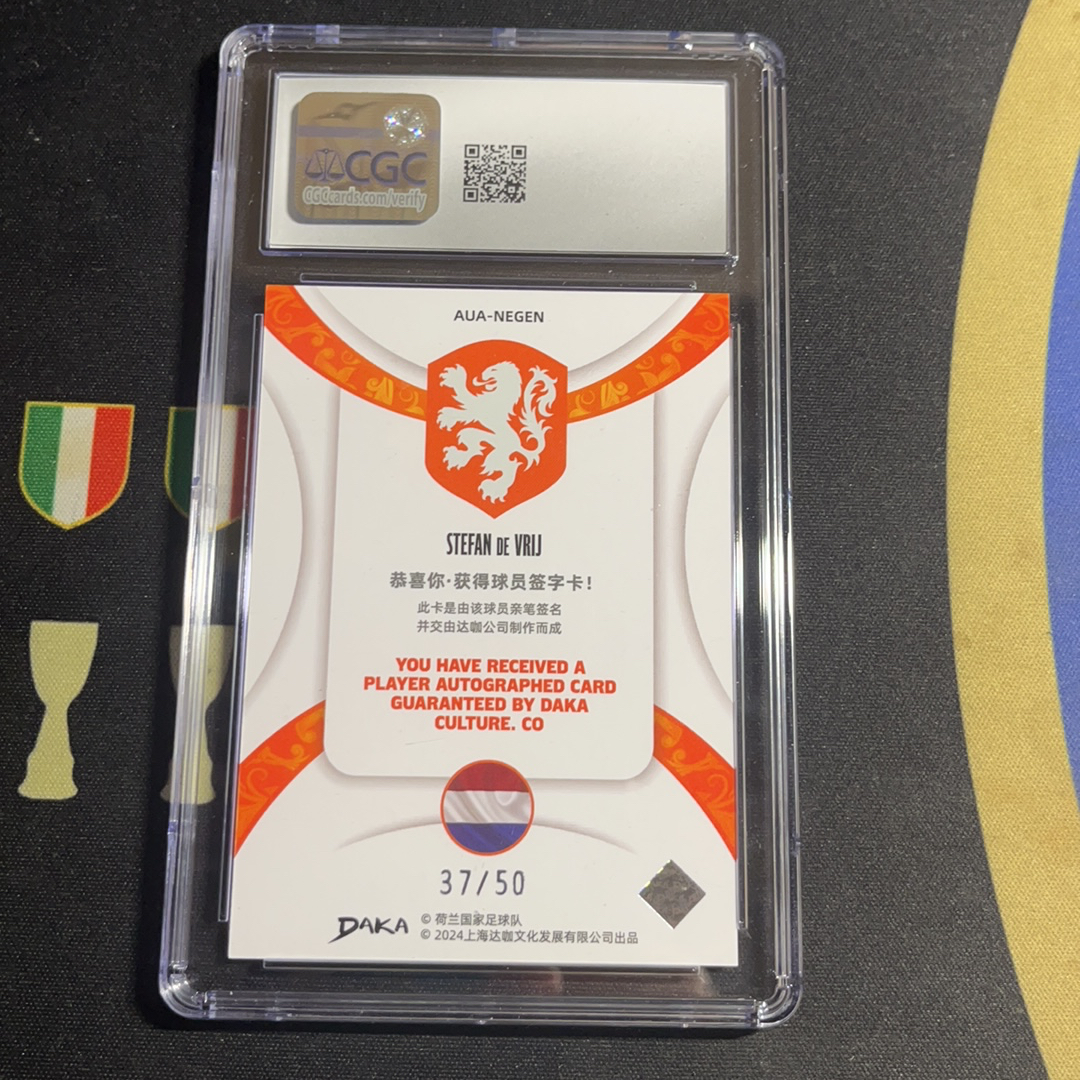 CGC
CGCcards.com/verify
AUA-NEGEN
STEFAN DE VRIJ
恭喜你·获得球员签字卡！
此卡是由该球员亲笔签名
并交由达咖公司制作而成
YOU HAVE RECEIVED A
PLAYER AUTOGRAPHED CARD
GUARANTEED BY DAKA
CULTURE. CO
37/50
DAKA
© 荷兰国家足球队
© 2024上海达咖文化发展有限公司出品